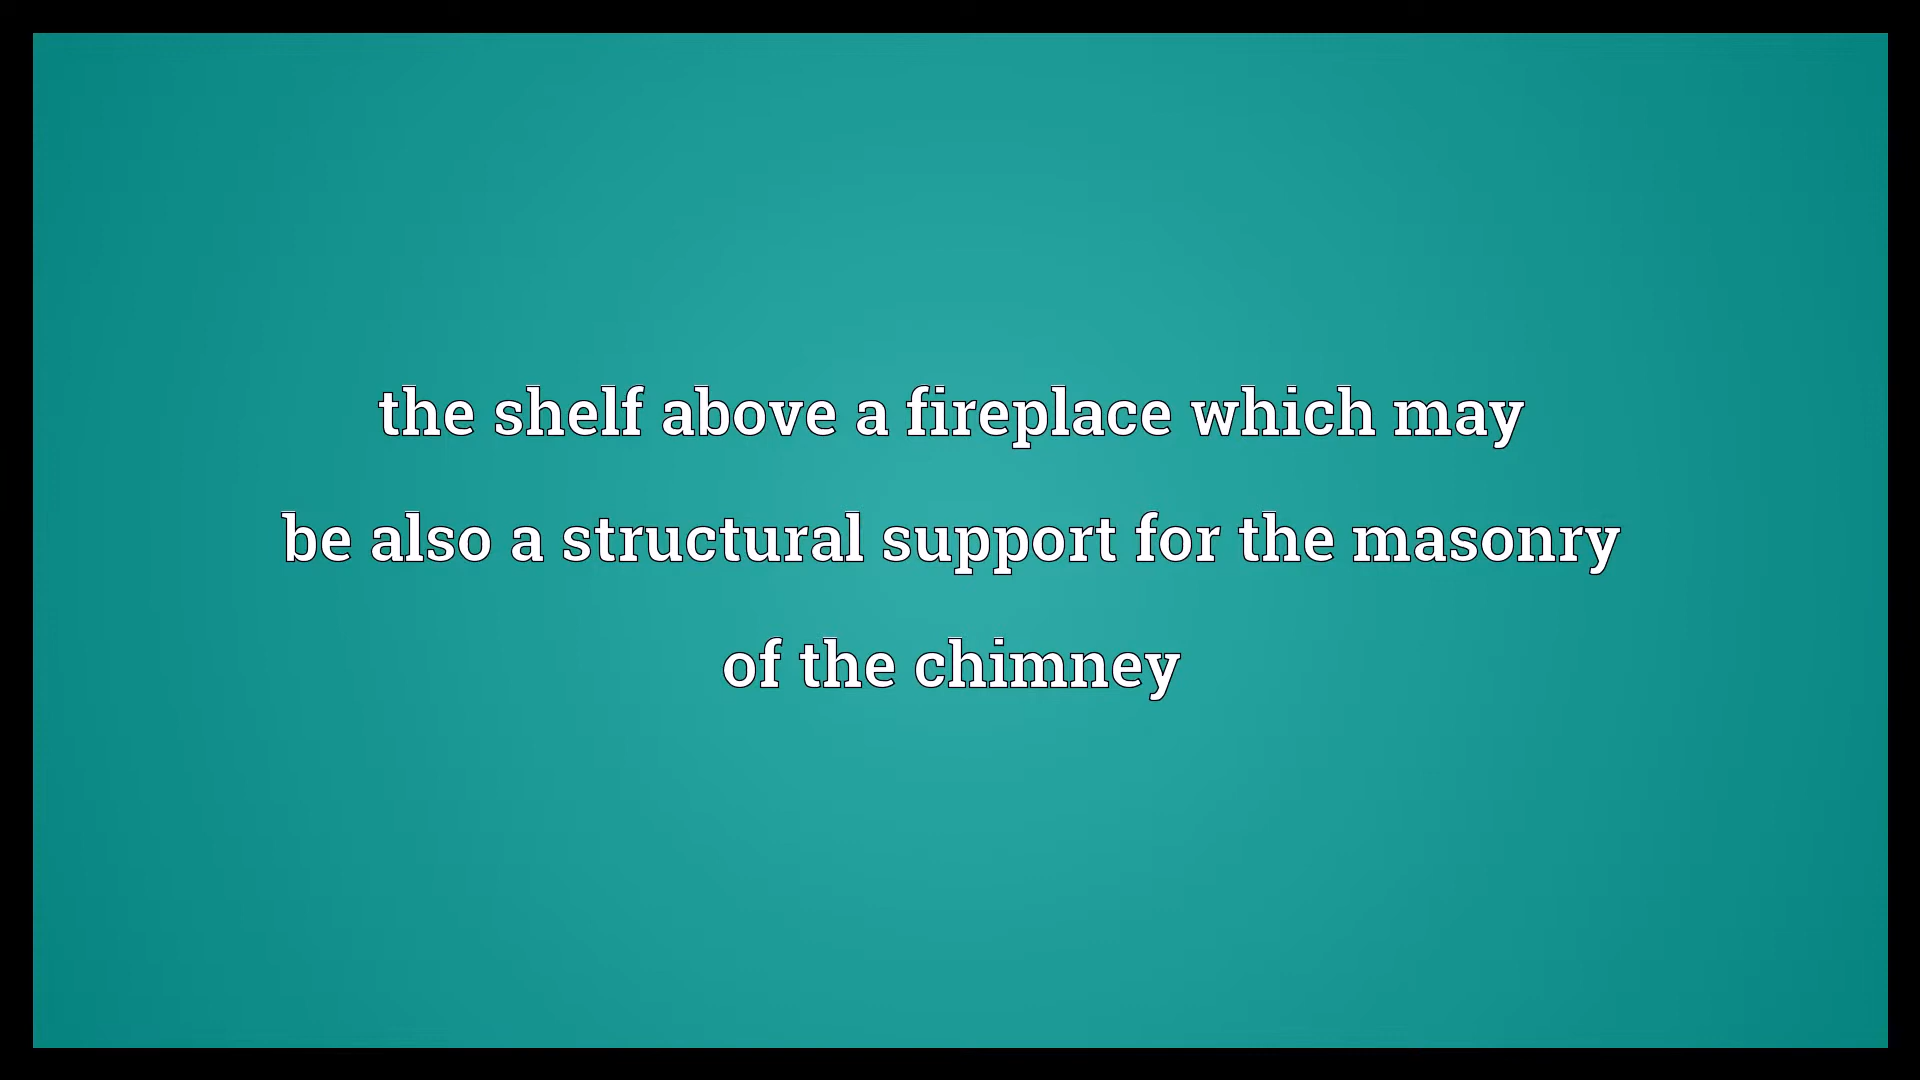 the shelf above a fireplace which may
be also a structural support for the masonry
of the chimney